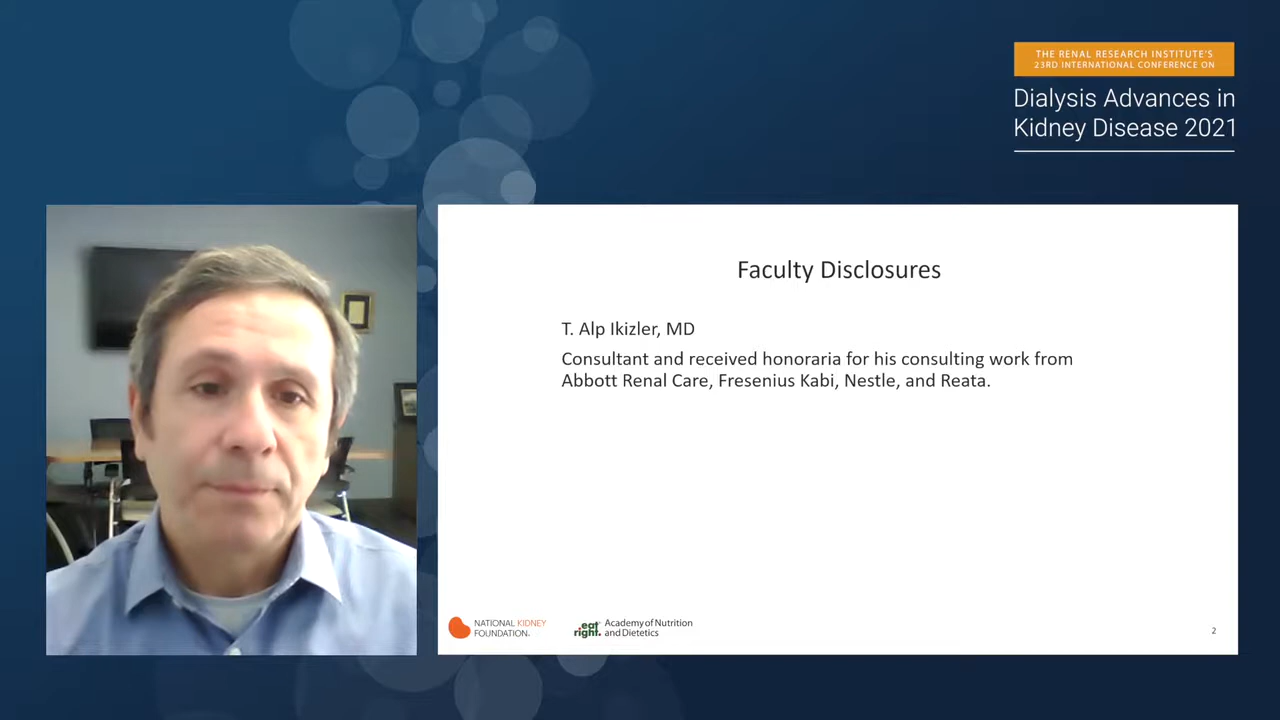 THE RENAL RESEARCH INSTITUTE'S
23RD INTERNATIONAL CONFERENCE ON
Dialysis Advances in
Kidney Disease 2021
Faculty Disclosures
T. Alp Ikizler, MD
Consultant and received honoraria for his consulting work from
Abbott Renal Care, Fresenius Kabi, Nestle, and Reata.
NATIONAL KIDNEY
FOUNDATION®
eat
right.
Academy of Nutrition
and Dietetics
2